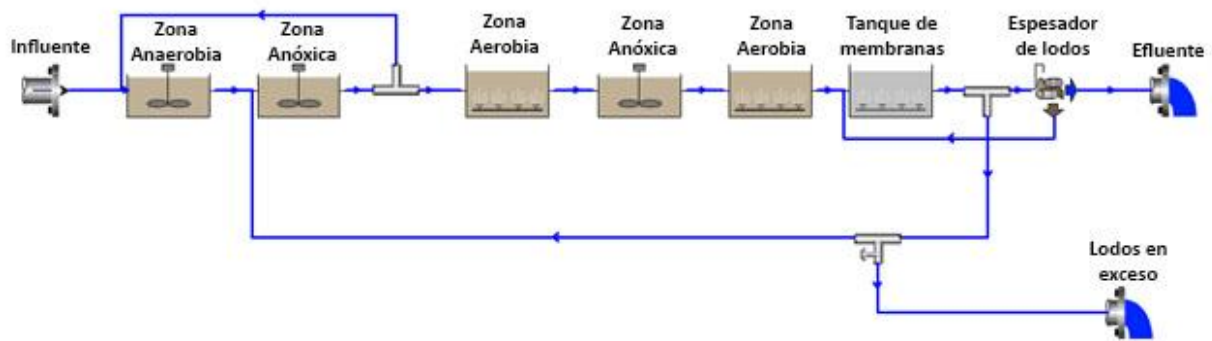 Influente
Zona
Anaerobia
Zona
Anóxica
Zona
Aerobia
Zona
Anóxica
Zona
Aerobia
Tanque de
membranas
Espesador
de lodos
Efluente
Lodos en
exceso